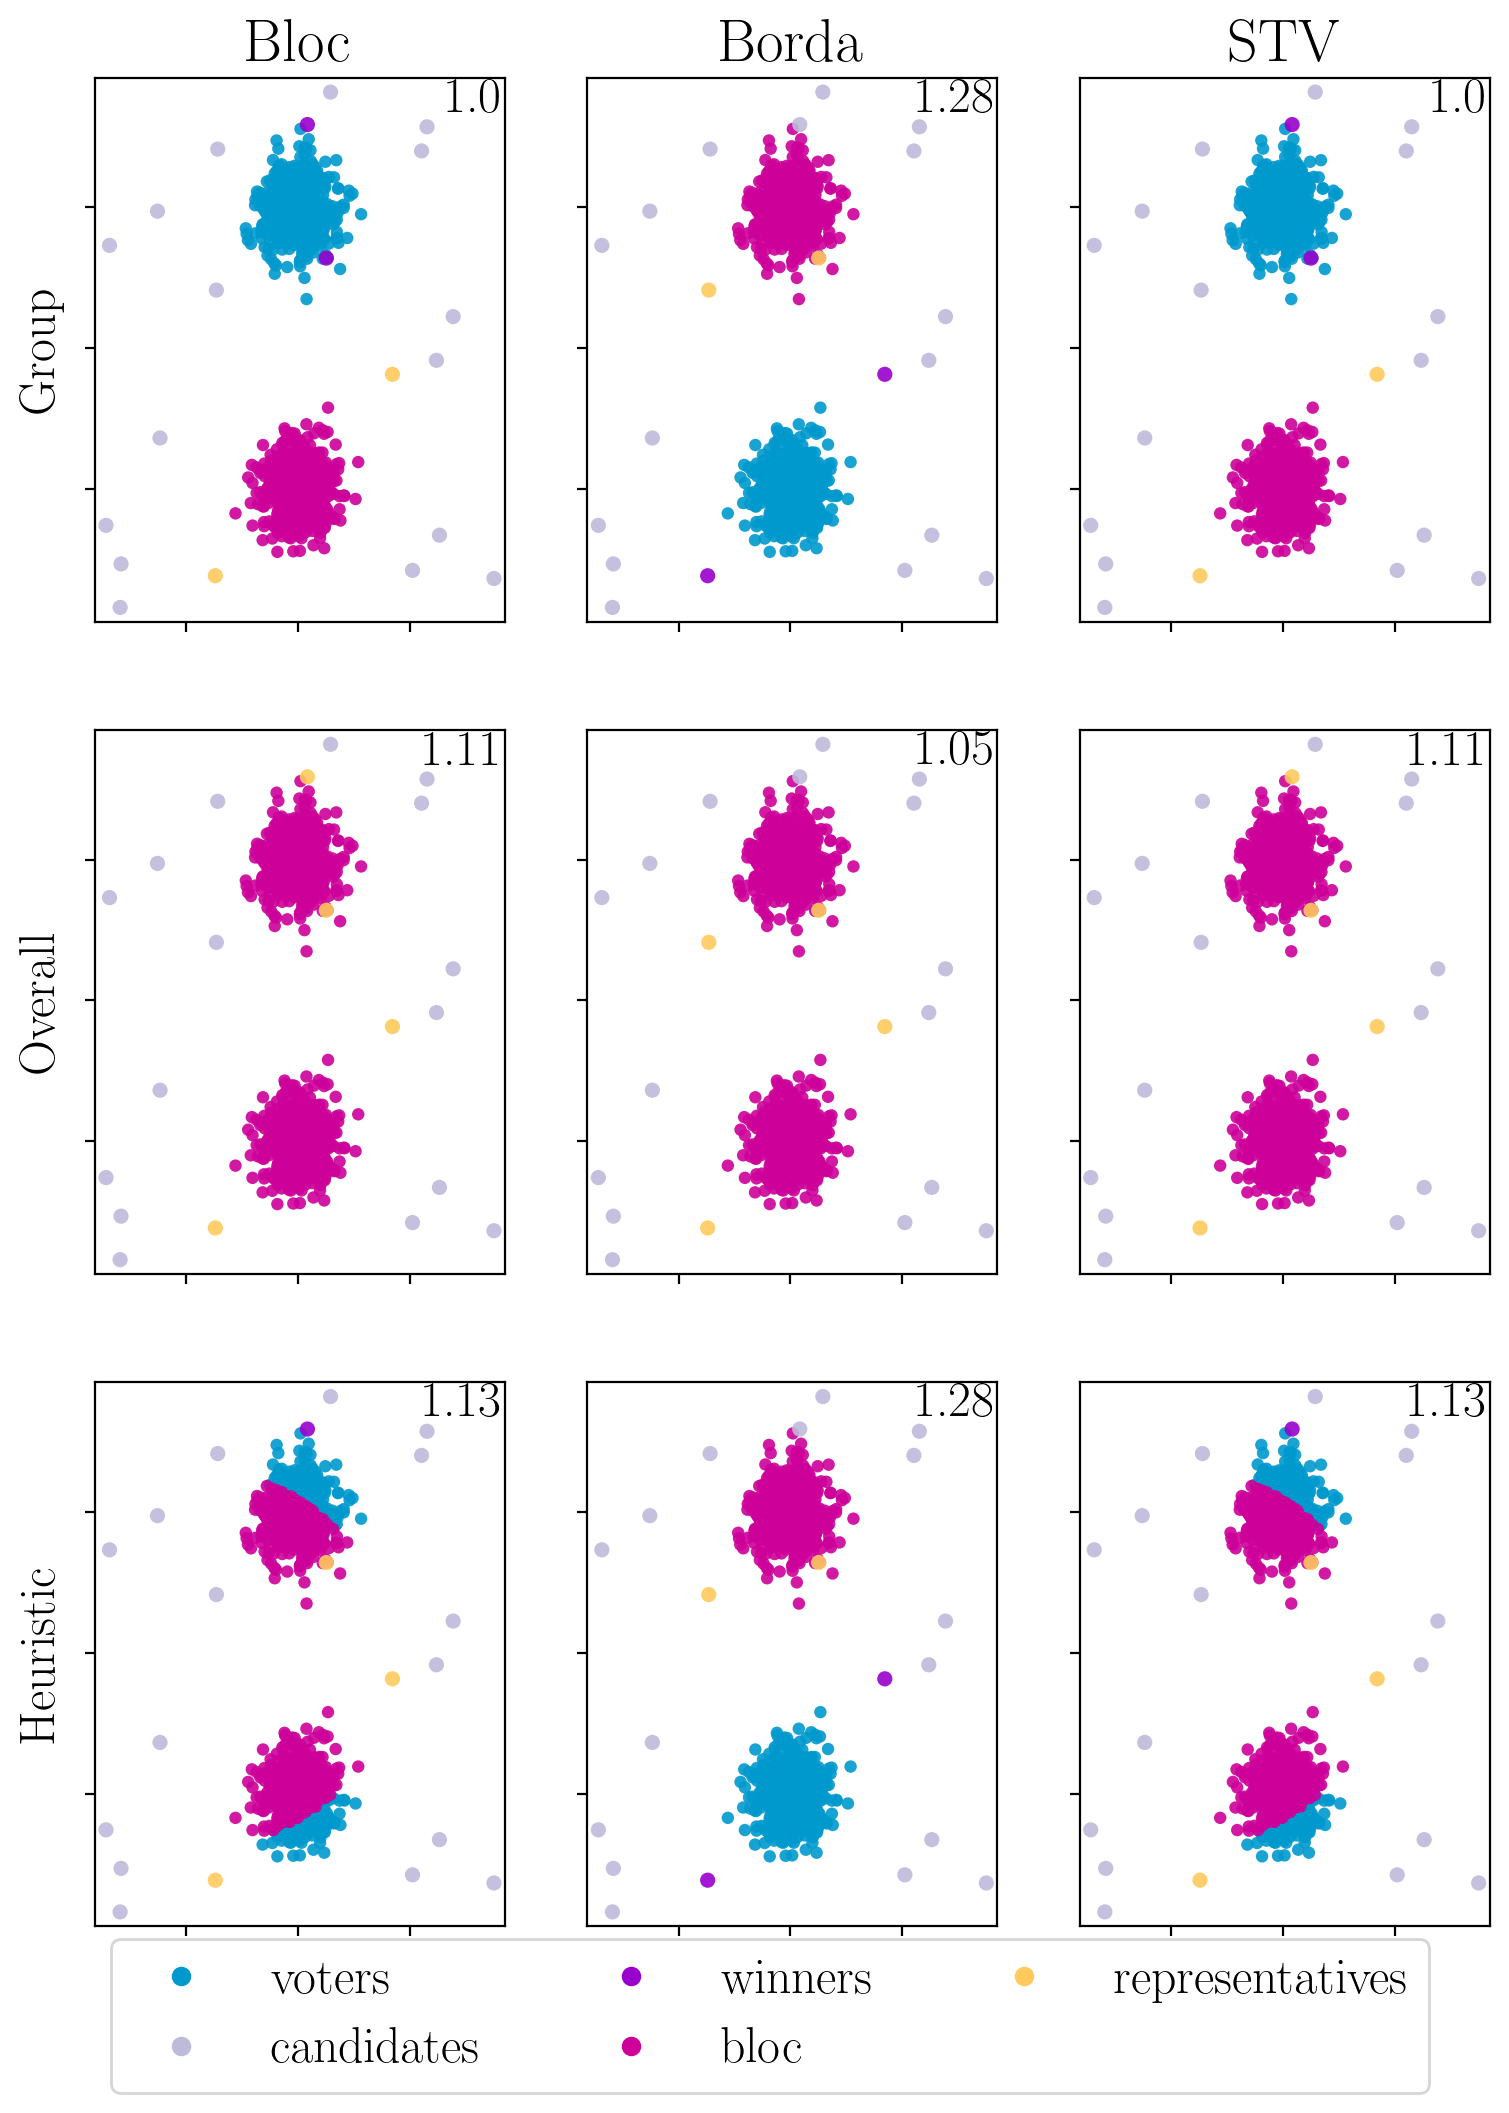 Bloc Borda STV
Group
1.0 1.28 1.0
Overall
1.11 1.05 1.11
Heuristic
1.13 1.28 1.13
voters winners representatives
candidates bloc